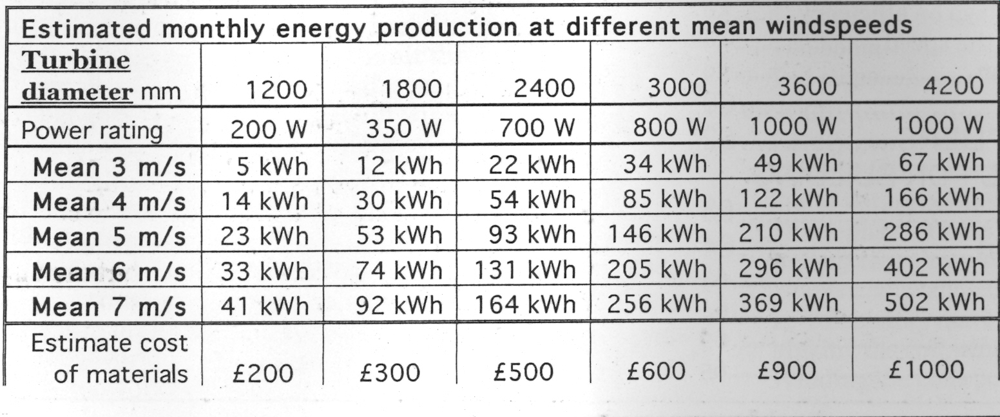 Estimated monthly energy production at different mean windspeeds
Turbine
diameter mm 1200 1800 2400 3000 3600 4200
Power rating 200 W 350 W 700 W 800 W 1000 W 1000 W
Mean 3 m/s 5 kWh 12 kWh 22 kWh 34 kWh 49 kWh 67 kWh
Mean 4 m/s 14 kWh 30 kWh 54 kWh 85 kWh 122 kWh 166 kWh
Mean 5 m/s 23 kWh 53 kWh 93 kWh 146 kWh 210 kWh 286 kWh
Mean 6 m/s 33 kWh 74 kWh 131 kWh 205 kWh 296 kWh 402 kWh
Mean 7 m/s 41 kWh 92 kWh 164 kWh 256 kWh 369 kWh 502 kWh
Estimate cost
of materials £200 £300 £500 £600 £900 £1000